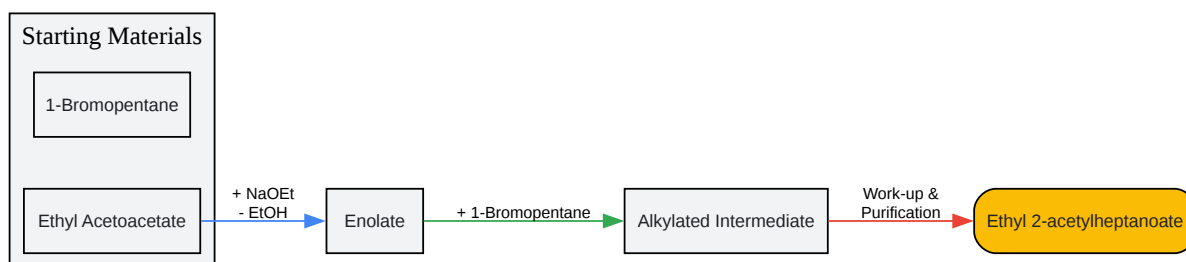 Starting Materials
1-Bromopentane
Ethyl Acetoacetate
+ NaOEt
- EtOH
Enolate
+ 1-Bromopentane
Alkylated Intermediate
Work-up &
Purification
Ethyl 2-acetylheptanoate